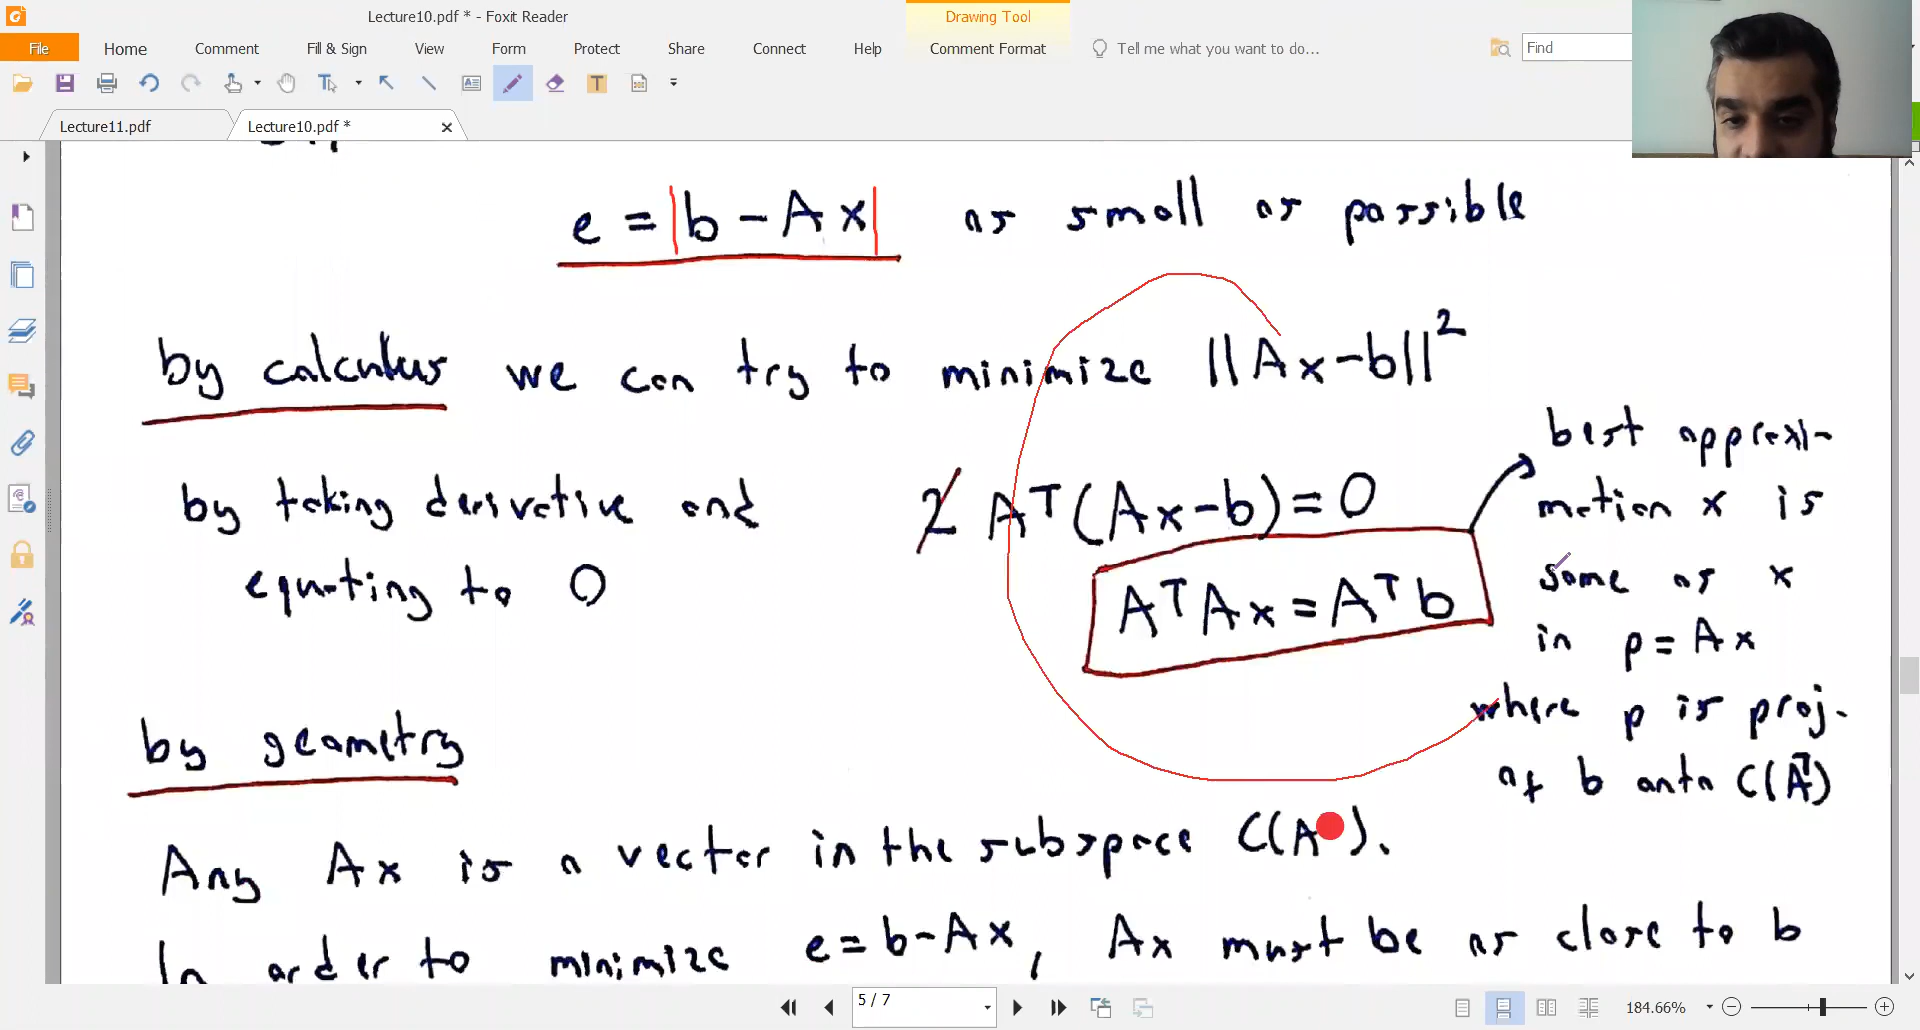 Lecture10.pdf * - Foxit Reader
Drawing Tool
File Home Comment Fill & Sign View Form Protect Share Connect Help Comment Format Tell me what you want to do... Find
Lecture11.pdf Lecture10.pdf *
e = |b - Ax| as small as possible
by calculus we can try to minimize ||Ax-b||²
by taking derivative and 2 Aᵀ(Ax-b) = 0
equating to 0 AᵀAx = Aᵀb
best approxi-
mation x is
same as x
in p = Ax
where p is proj.
of b onto C(Aᵀ)
by geometry
Any Ax is a vector in the subspace C(A ).
In order to minimize e = b-Ax, Ax must be as close to b
5 / 7 184.66%